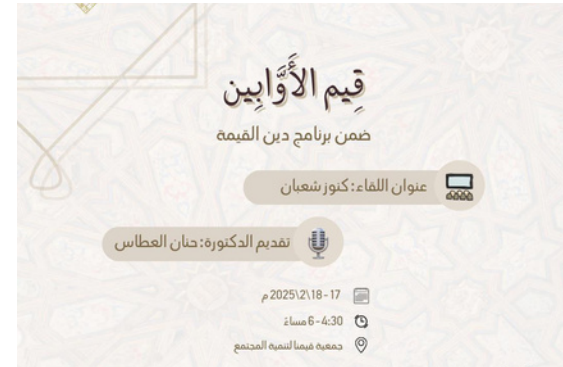 قِيم الأَوَّابِين
ضمن برنامج دين القيمة
عنوان اللقاء: كنوز شعبان
تقديم الدكتورة: حنان العطاس
17-18\2\2025 م
4:30 - 6 مساءً
جمعية قيمنا لتنمية المجتمع